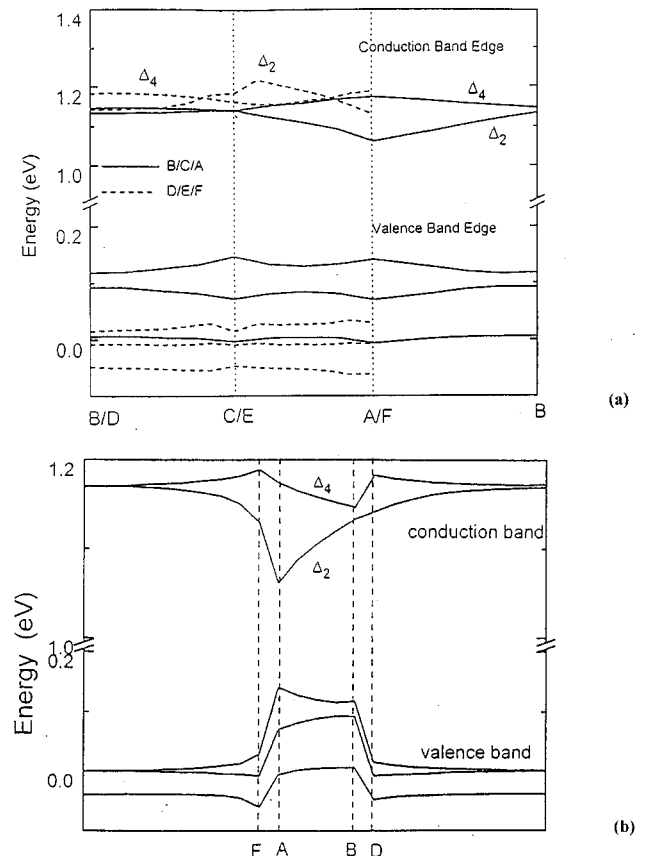 1.4
Conduction Band Edge
Δ2
Δ4
1.2
Δ4
Δ2
B/C/A
1.0
D/E/F
Energy (eV)
Valence Band Edge
0.2
0.0
B/D C/E A/F B
(a)
1.2
Δ4
conduction band
Δ2
1.0
0.2
Energy (eV)
valence band
0.0
F A B D
(b)